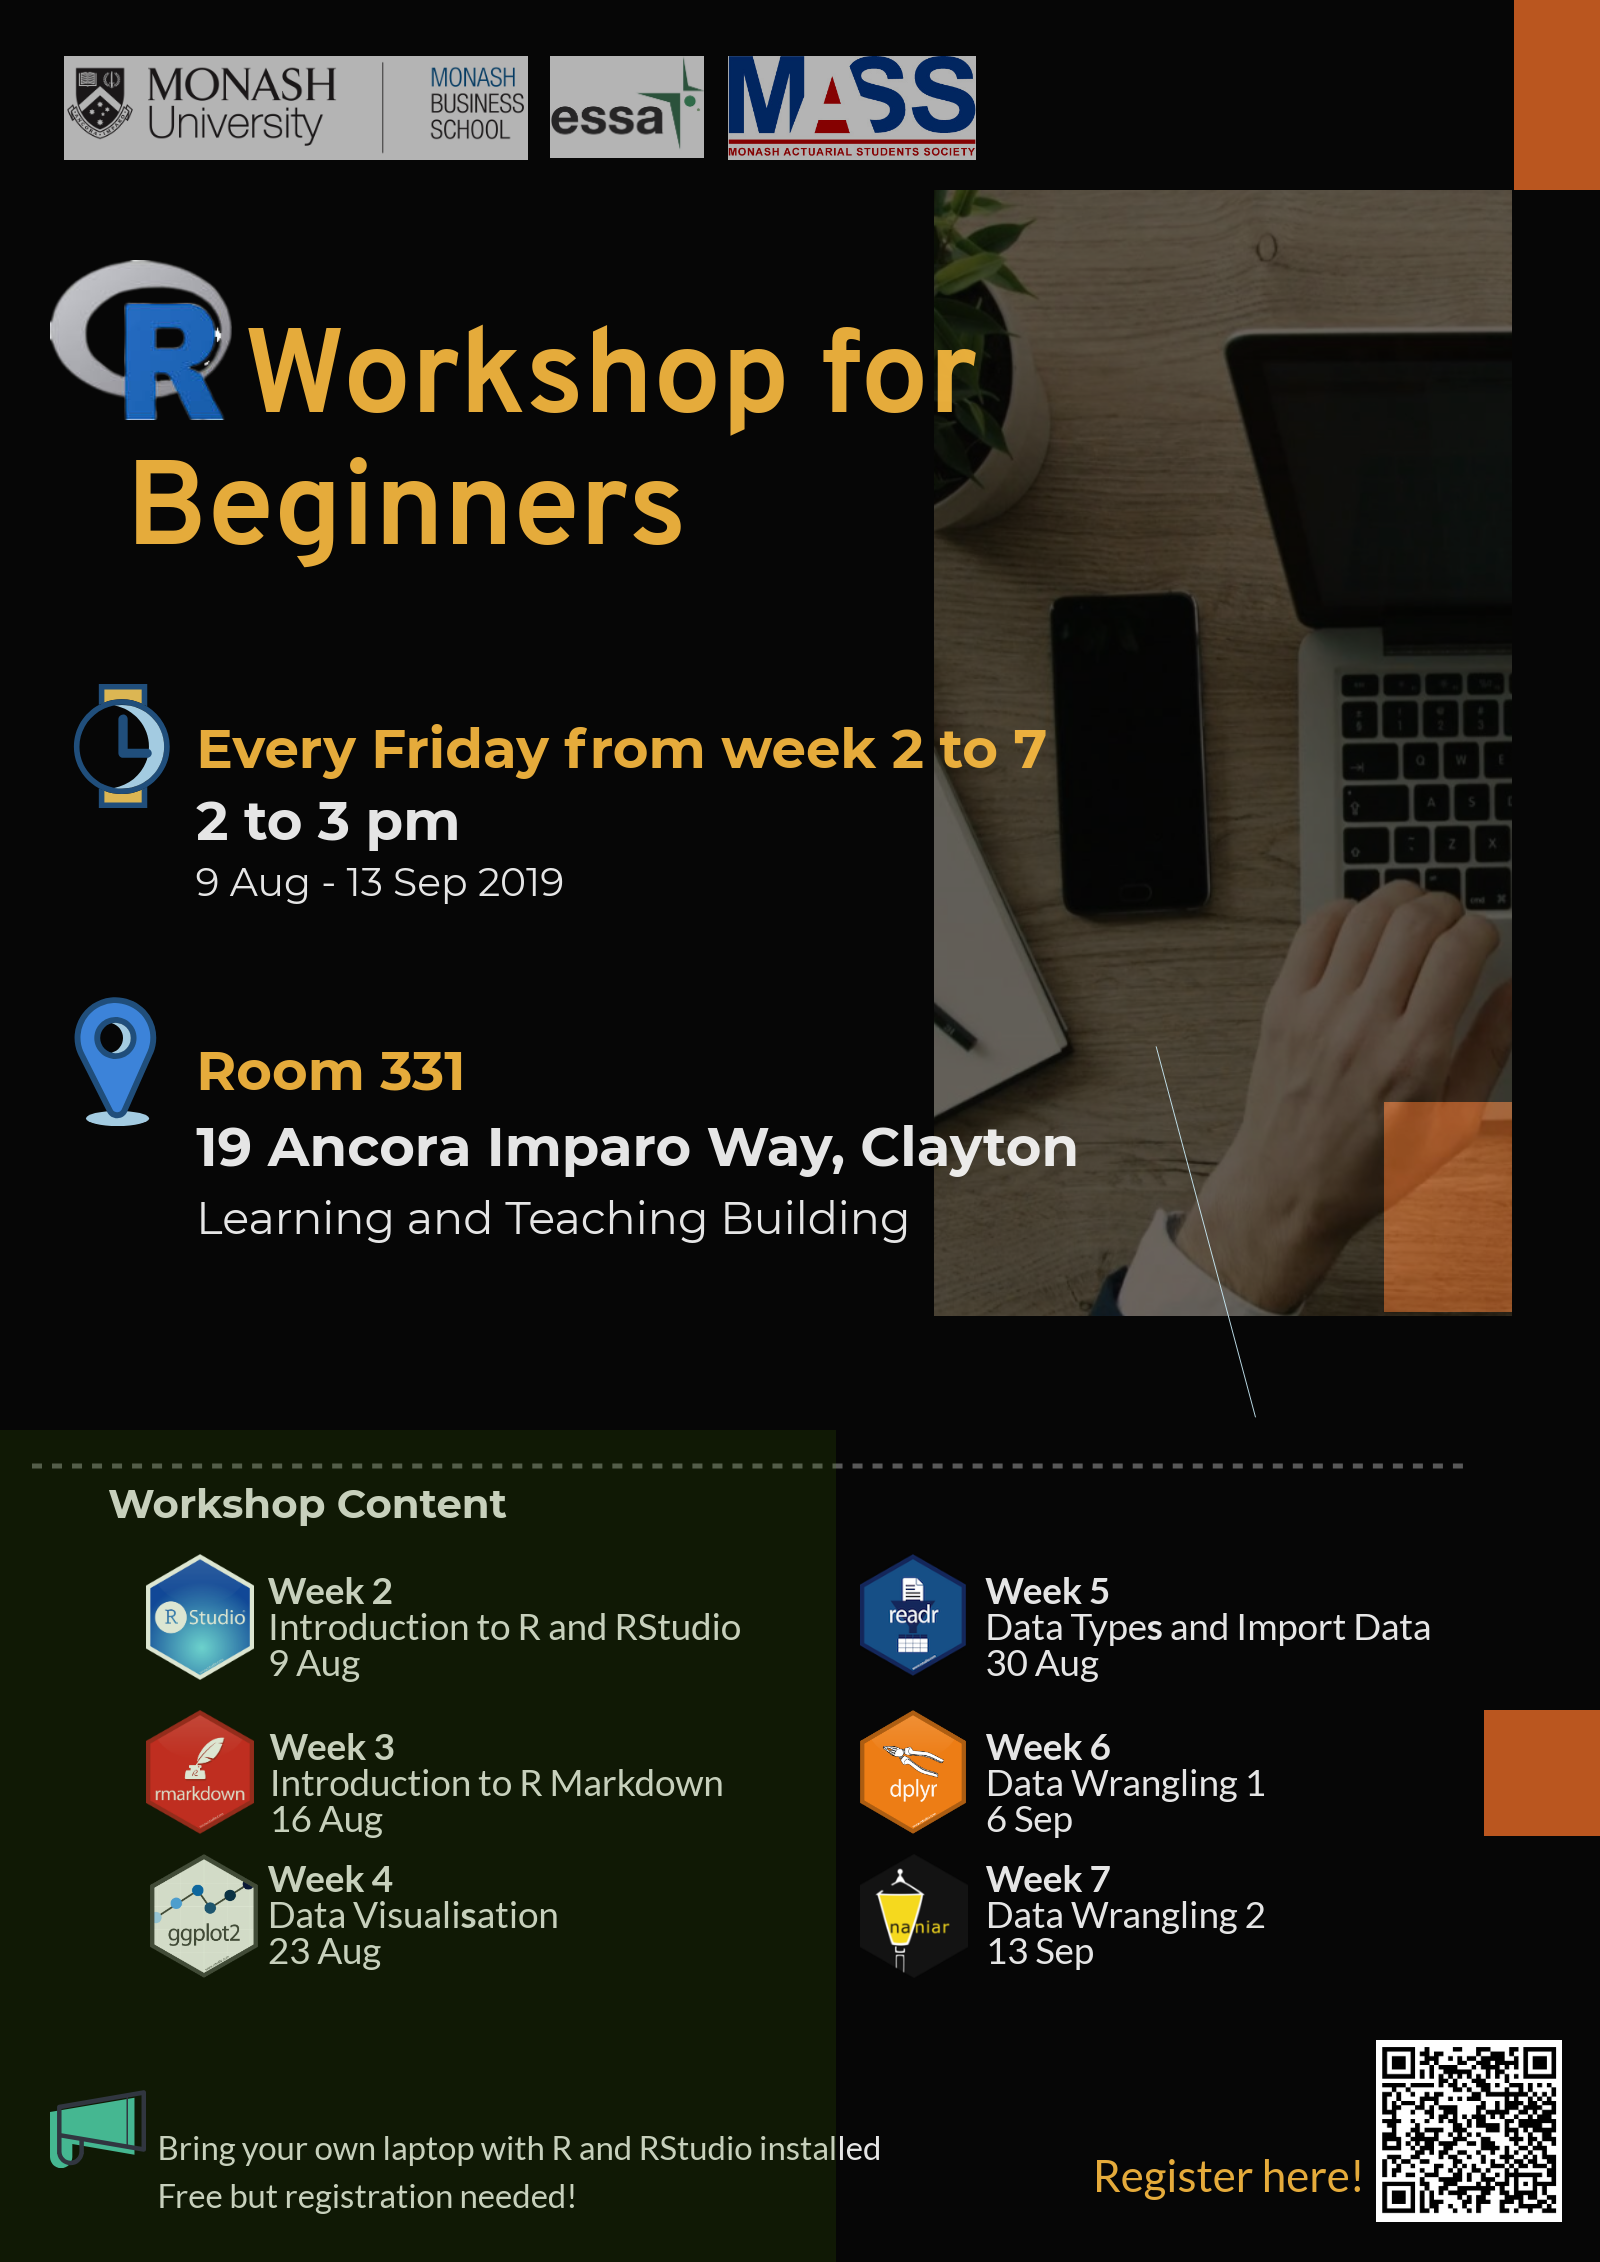 MONASH University
MONASH BUSINESS SCHOOL
essa
MASS
MONASH ACTUARIAL STUDENTS SOCIETY
R Workshop for
Beginners
Every Friday from week 2 to 7
2 to 3 pm
9 Aug - 13 Sep 2019
Room 331
19 Ancora Imparo Way, Clayton
Learning and Teaching Building
Workshop Content
R Studio
Week 2
Introduction to R and RStudio
9 Aug
rmarkdown
Week 3
Introduction to R Markdown
16 Aug
ggplot2
Week 4
Data Visualisation
23 Aug
readr
Week 5
Data Types and Import Data
30 Aug
dplyr
Week 6
Data Wrangling 1
6 Sep
naniar
Week 7
Data Wrangling 2
13 Sep
Bring your own laptop with R and RStudio installed
Free but registration needed!
Register here!